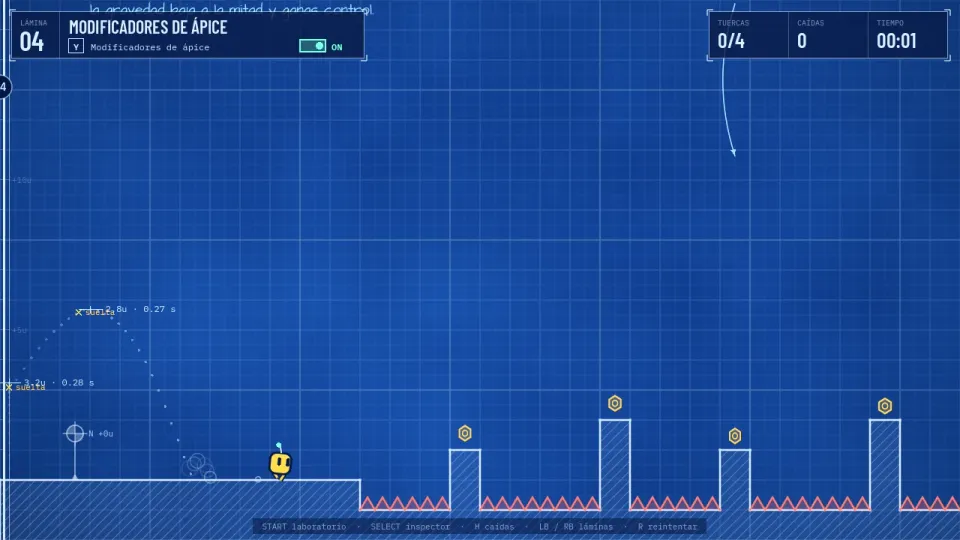 la gravedad baja a la mitad y ganas control.
LÁMINA
04
MODIFICADORES DE ÁPICE
Y Modificadores de ápice
ON
TUERCAS
0/4
CAÍDAS
0
TIEMPO
00:01
4
+10u
2.8u · 0.27 s
suelta
+5u
3.2u · 0.28 s
suelta
N +0u
START laboratorio · SELECT inspector · H caídas · LB / RB láminas · R reintentar